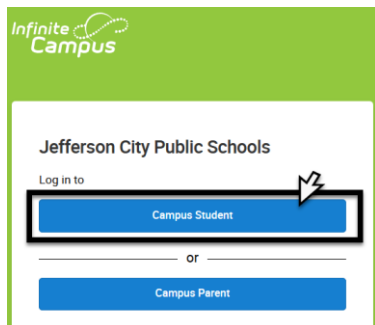 Infinite
Campus
Jefferson City Public Schools
Log in to
Campus Student
or
Campus Parent